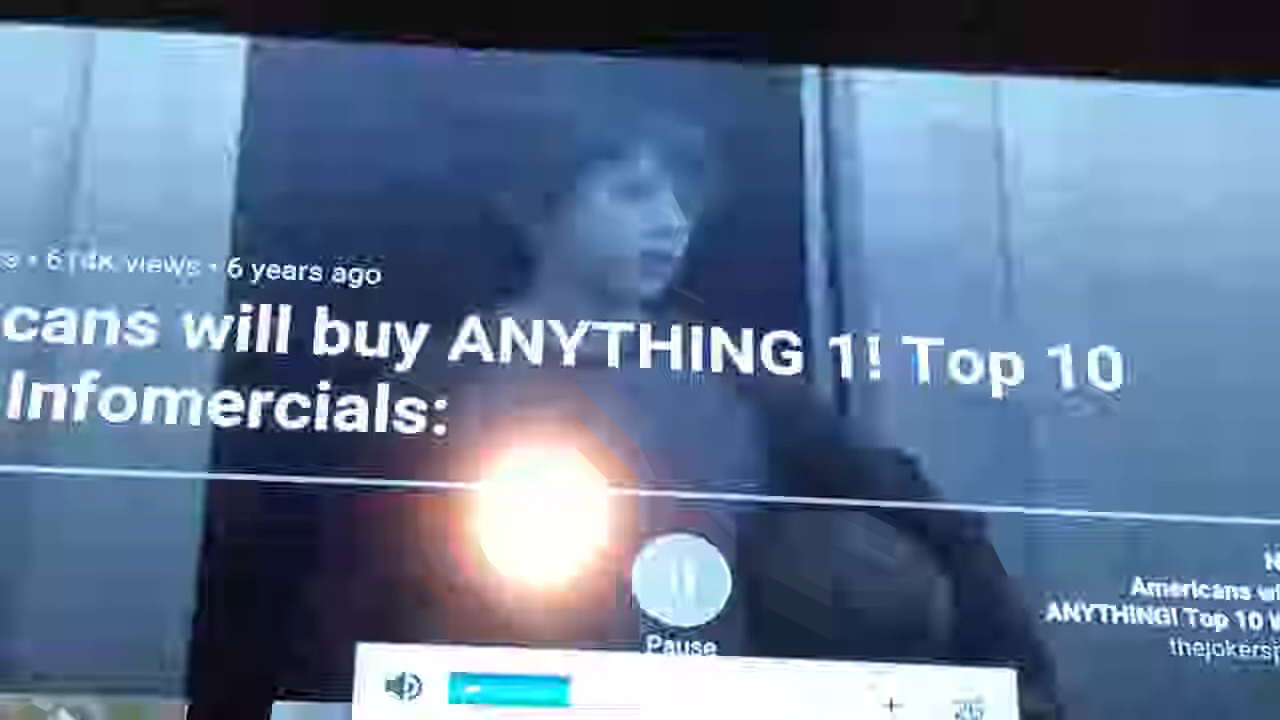 s • 614K views • 6 years ago
cans will buy ANYTHING 1! Top 10
Infomercials:
Pause
Americans wi
ANYTHING! Top 10 W
thejokersp